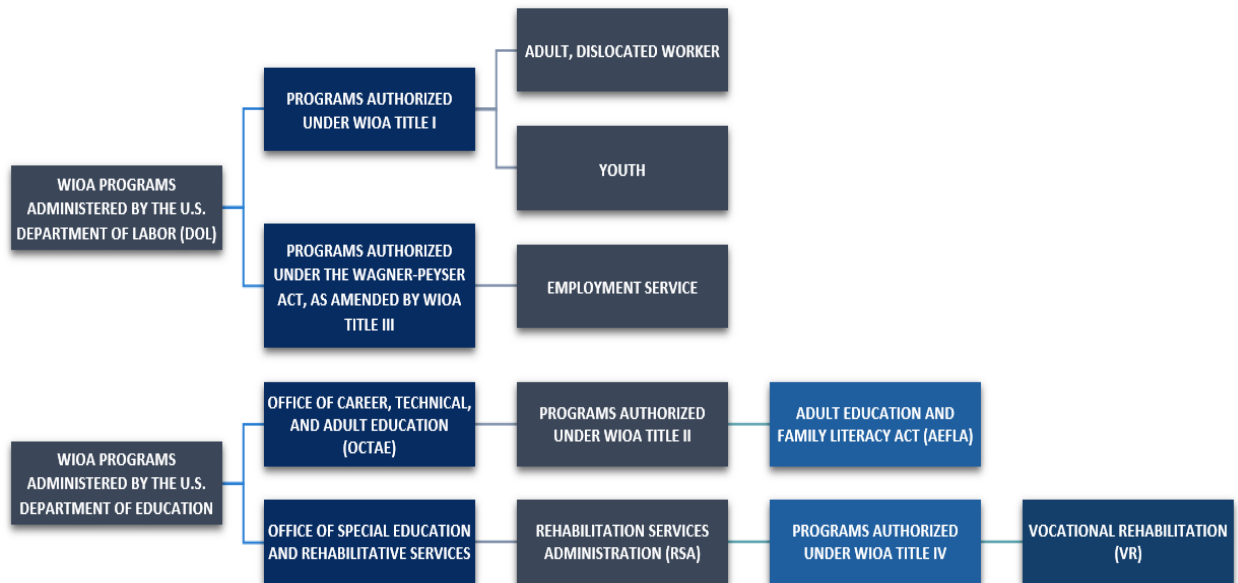 ADULT, DISLOCATED WORKER
PROGRAMS AUTHORIZED
UNDER WIOA TITLE I
YOUTH
WIOA PROGRAMS
ADMINISTERED BY THE U.S.
DEPARTMENT OF LABOR (DOL)
PROGRAMS AUTHORIZED
UNDER THE WAGNER-PEYSER
ACT, AS AMENDED BY WIOA
TITLE III
EMPLOYMENT SERVICE
OFFICE OF CAREER, TECHNICAL,
AND ADULT EDUCATION
(OCTAE)
PROGRAMS AUTHORIZED
UNDER WIOA TITLE II
ADULT EDUCATION AND
FAMILY LITERACY ACT (AEFLA)
WIOA PROGRAMS
ADMINISTERED BY THE U.S.
DEPARTMENT OF EDUCATION
OFFICE OF SPECIAL EDUCATION
AND REHABILITATIVE SERVICES
REHABILITATION SERVICES
ADMINISTRATION (RSA)
PROGRAMS AUTHORIZED
UNDER WIOA TITLE IV
VOCATIONAL REHABILITATION
(VR)